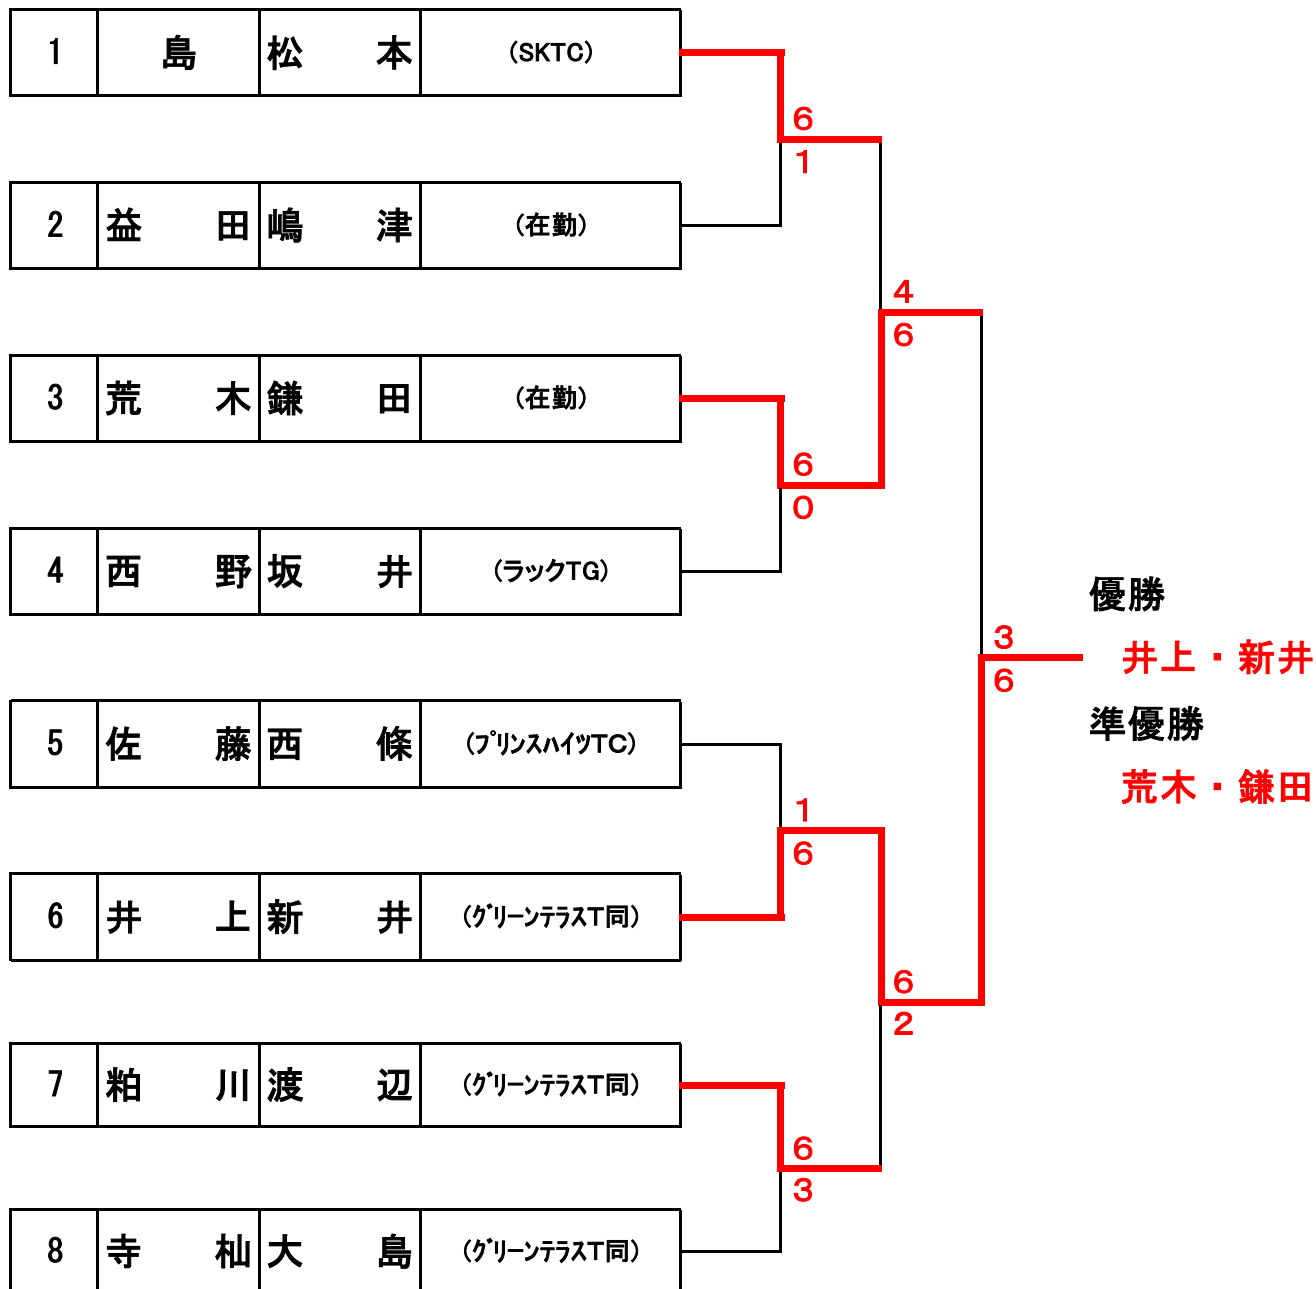 1 島 松本 (SKTC)
6
1
2 益田 嶋津 (在勤)
4
6
3 荒木 鎌田 (在勤)
6
0
4 西野 坂井 (ラックTG)
優勝
3
井上・新井
6
準優勝
5 佐藤 西條 (ﾌﾟﾘﾝｽﾊｲﾂTC)
荒木・鎌田
1
6
6 井上 新井 (ｸﾞﾘｰﾝﾃﾗｽT同)
6
2
7 粕川 渡辺 (ｸﾞﾘｰﾝﾃﾗｽT同)
6
3
8 寺杣 大島 (ｸﾞﾘｰﾝﾃﾗｽT同)